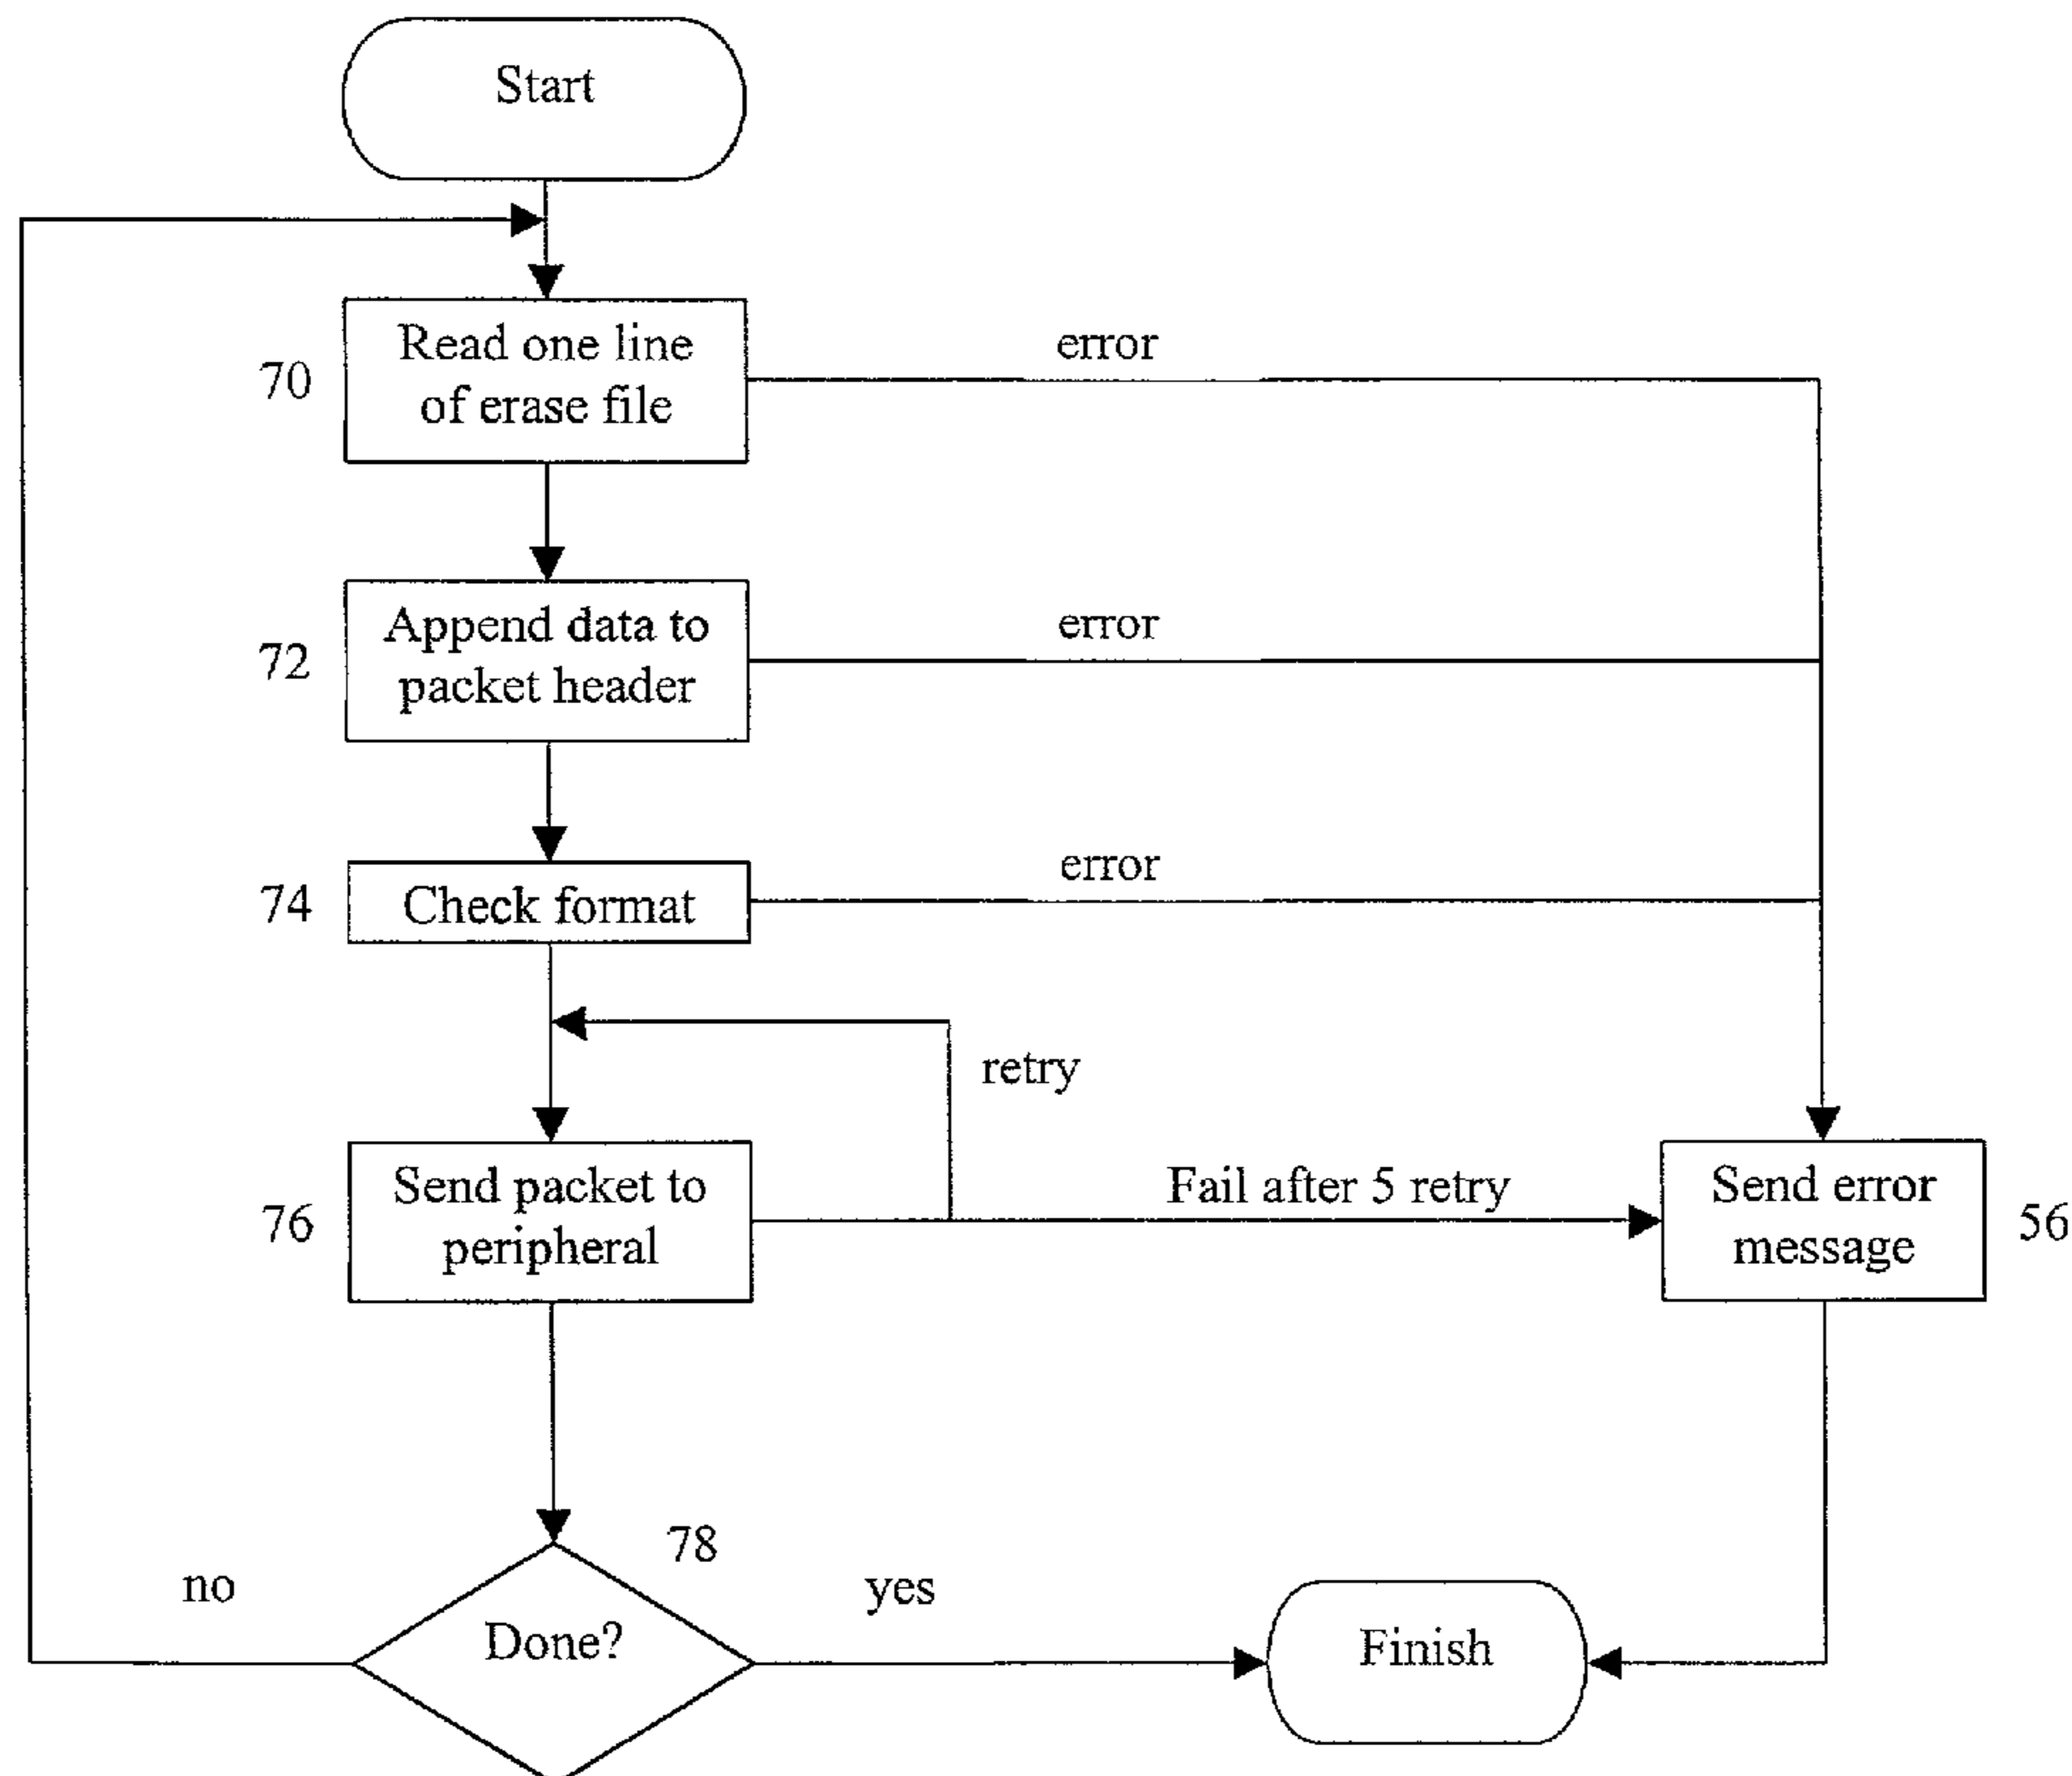 Start
Read one line
of erase file
70
error
Append data to
packet header
72
error
Check format
74
error
retry
Send packet to
peripheral
76
Fail after 5 retry
Send error
message
56
78
no
Done?
yes
Finish